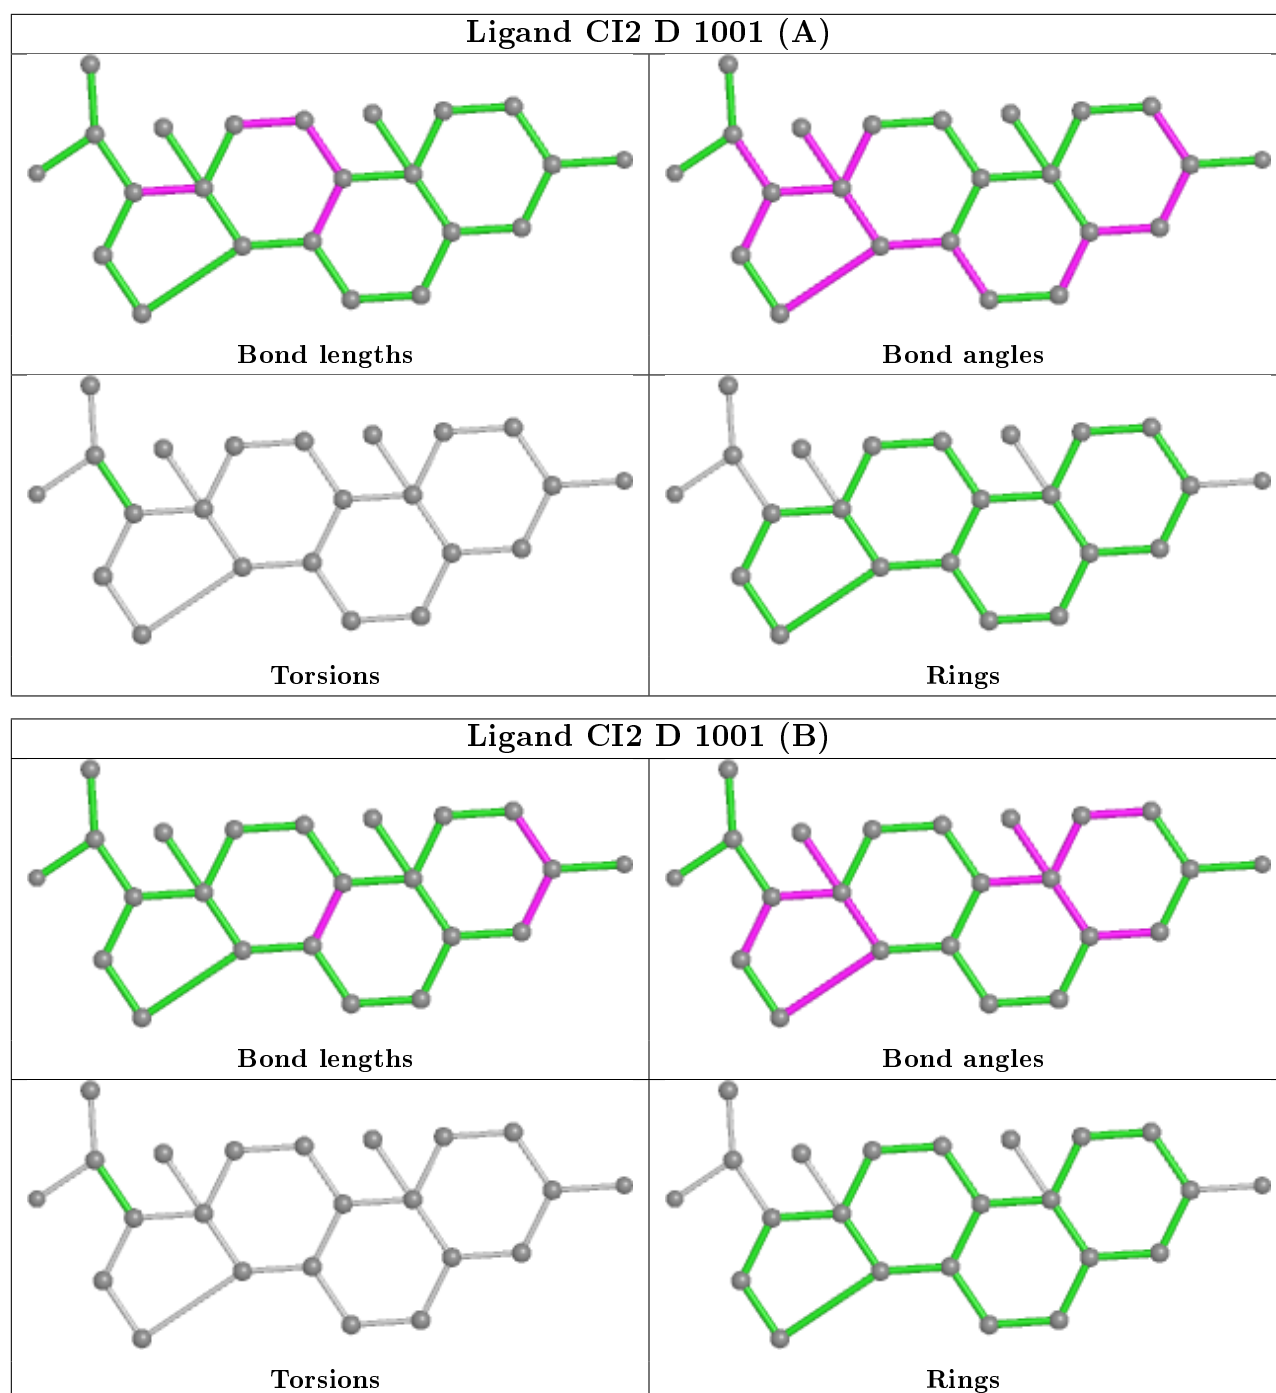 Ligand CI2 D 1001 (A)
Bond lengths
Bond angles
Torsions
Rings
Ligand CI2 D 1001 (B)
Bond lengths
Bond angles
Torsions
Rings